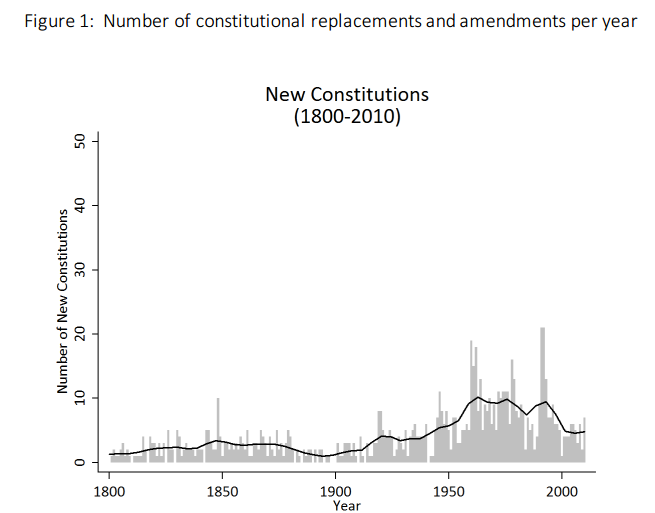 Figure 1: Number of constitutional replacements and amendments per year
New Constitutions
(1800-2010)
Number of New Constitutions
50
40
30
20
10
0
1800 1850 1900 1950 2000
Year